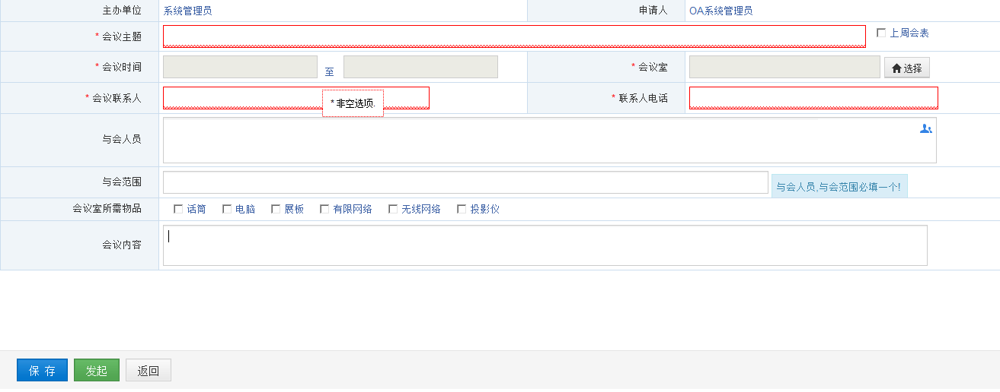 主办单位 系统管理员 申请人 OA系统管理员
* 会议主题 上周会表
* 会议时间 至 * 会议室 选择
* 会议联系人 * 非空选项. * 联系人电话
与会人员
与会范围 与会人员,与会范围必填一个!
会议室所需物品 话筒 电脑 展板 有限网络 无线网络 投影仪
会议内容
保 存 发起 返回